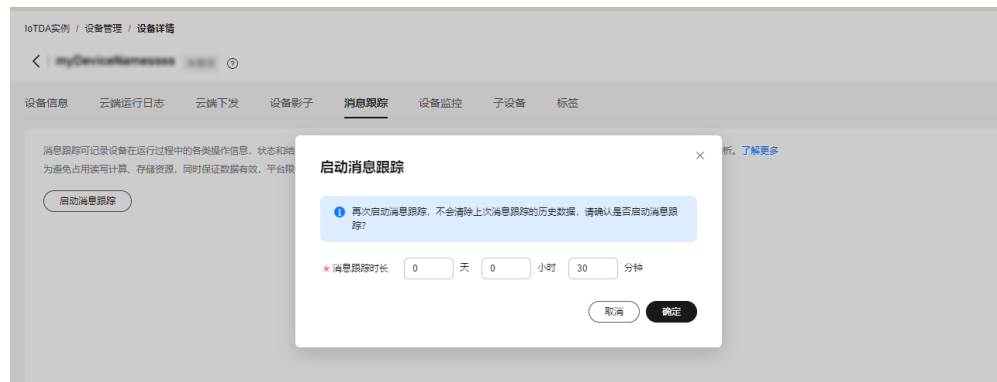 IoTDA实例 / 设备管理 / 设备详情
设备信息 云端运行日志 云端下发 设备影子 消息跟踪 设备监控 子设备 标签
消息跟踪可记录设备在运行过程中的各类操作信息，状态和结 析。了解更多
为避免占用读写计算、存储资源，同时保证数据有效，平台限
启动消息跟踪
启动消息跟踪
再次启动消息跟踪，不会清除上次消息跟踪的历史数据，请确认是否启动消息跟
踪?
* 消息跟踪时长 0 天 0 小时 30 分钟
取消 确定